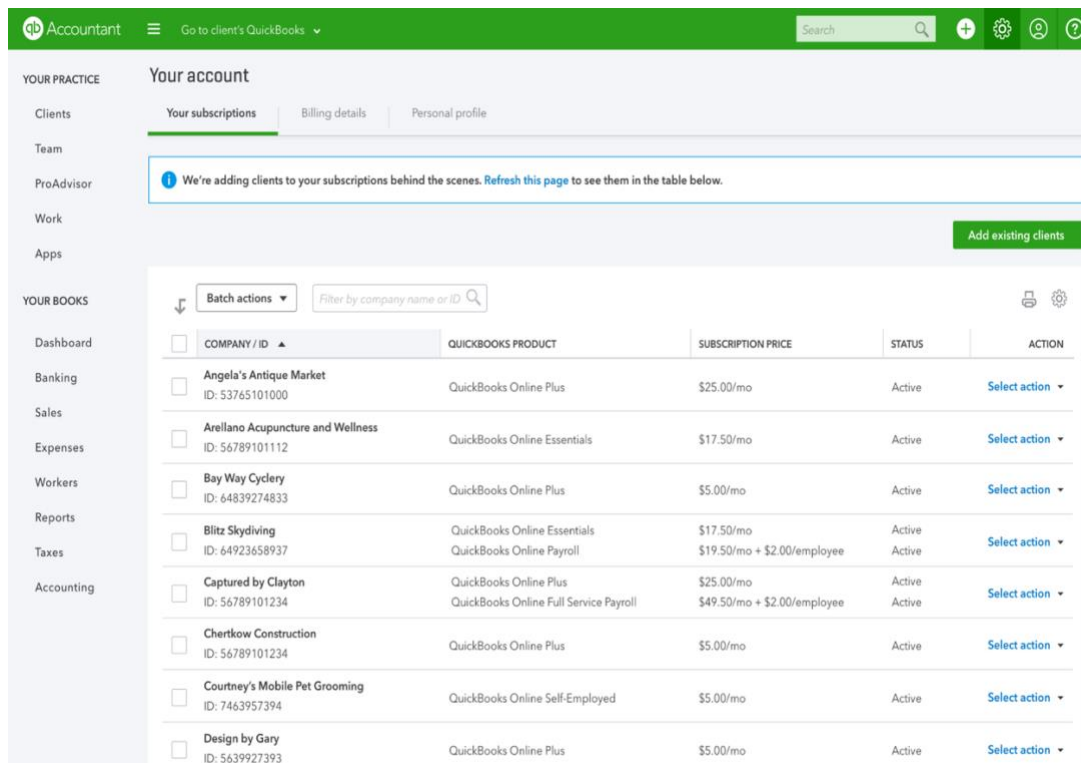 qb Accountant
Go to client's QuickBooks
Search
YOUR PRACTICE
Clients
Team
ProAdvisor
Work
Apps
YOUR BOOKS
Dashboard
Banking
Sales
Expenses
Workers
Reports
Taxes
Accounting
Your account
Your subscriptions Billing details Personal profile
We're adding clients to your subscriptions behind the scenes. Refresh this page to see them in the table below.
Add existing clients
Batch actions Filter by company name or ID
COMPANY / ID QUICKBOOKS PRODUCT SUBSCRIPTION PRICE STATUS ACTION
Angela's Antique Market
ID: 53765101000
QuickBooks Online Plus $25.00/mo Active Select action
Arellano Acupuncture and Wellness
ID: 56789101112
QuickBooks Online Essentials $17.50/mo Active Select action
Bay Way Cyclery
ID: 64839274833
QuickBooks Online Plus $5.00/mo Active Select action
Blitz Skydiving
ID: 64923658937
QuickBooks Online Essentials $17.50/mo Active
QuickBooks Online Payroll $19.50/mo + $2.00/employee Active
Select action
Captured by Clayton
ID: 56789101234
QuickBooks Online Plus $25.00/mo Active
QuickBooks Online Full Service Payroll $49.50/mo + $2.00/employee Active
Select action
Chertkow Construction
ID: 56789101234
QuickBooks Online Plus $5.00/mo Active Select action
Courtney's Mobile Pet Grooming
ID: 7463957394
QuickBooks Online Self-Employed $5.00/mo Active Select action
Design by Gary
ID: 5639927393
QuickBooks Online Plus $5.00/mo Active Select action